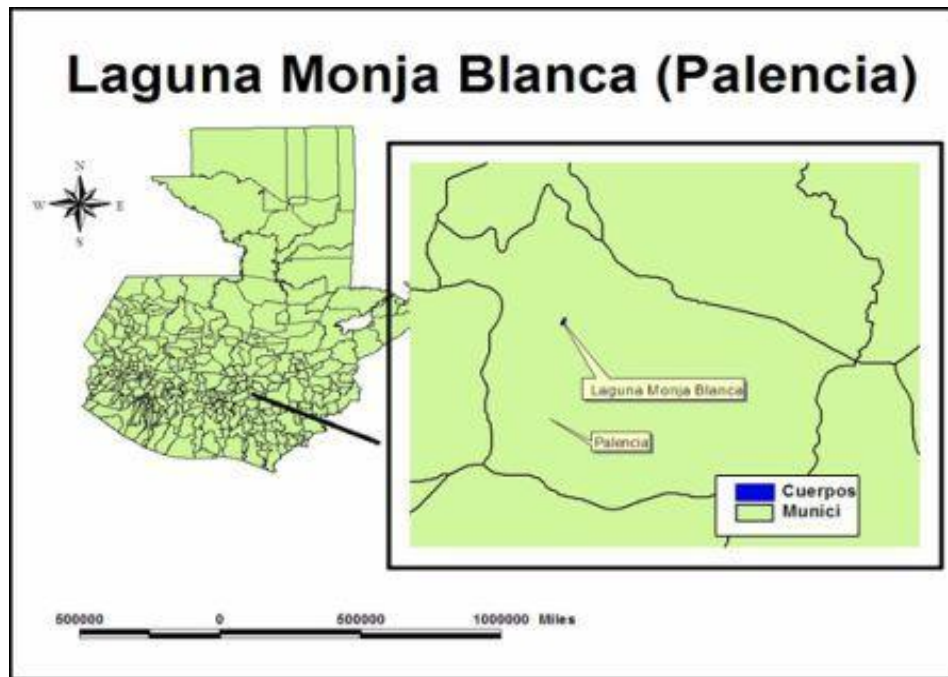 Laguna Monja Blanca (Palencia)
N
W E
S
Laguna Monja Blanca
Palencia
Cuerpos
Munici
500000 0 500000 1000000 Miles